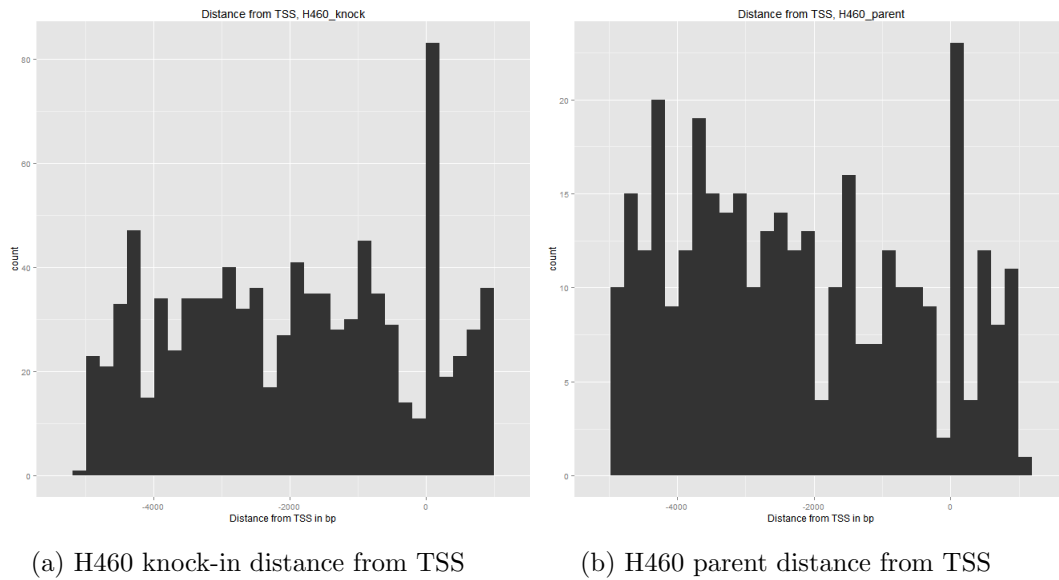 Distance from TSS, H460_knock
80
60
40
20
0
count
-4000
-2000
0
Distance from TSS in bp
(a) H460 knock-in distance from TSS
Distance from TSS, H460_parent
20
15
10
5
0
count
-4000
-2000
0
Distance from TSS in bp
(b) H460 parent distance from TSS